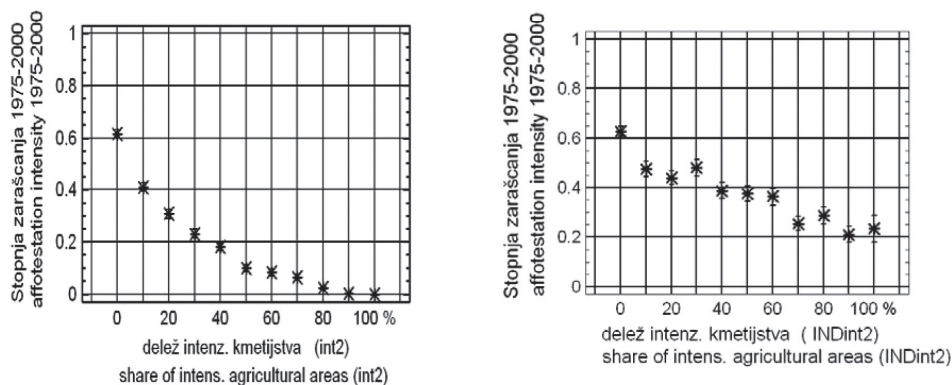 Stopnja zaraščanja 1975-2000
affotestation intensity 1975-2000
1
0.8
0.6
0.4
0.2
0
0 20 40 60 80 100 %
delež intenz. kmetijstva (int2)
share of intens. agricultural areas (int2)
Stopnja zaraščanja 1975-2000
affotestation intensity 1975-2000
1
0.8
0.6
0.4
0.2
0
0 20 40 60 80 100 %
delež intenz. kmetijstva ( INDint2)
share of intens. agricultural areas (INDint2)